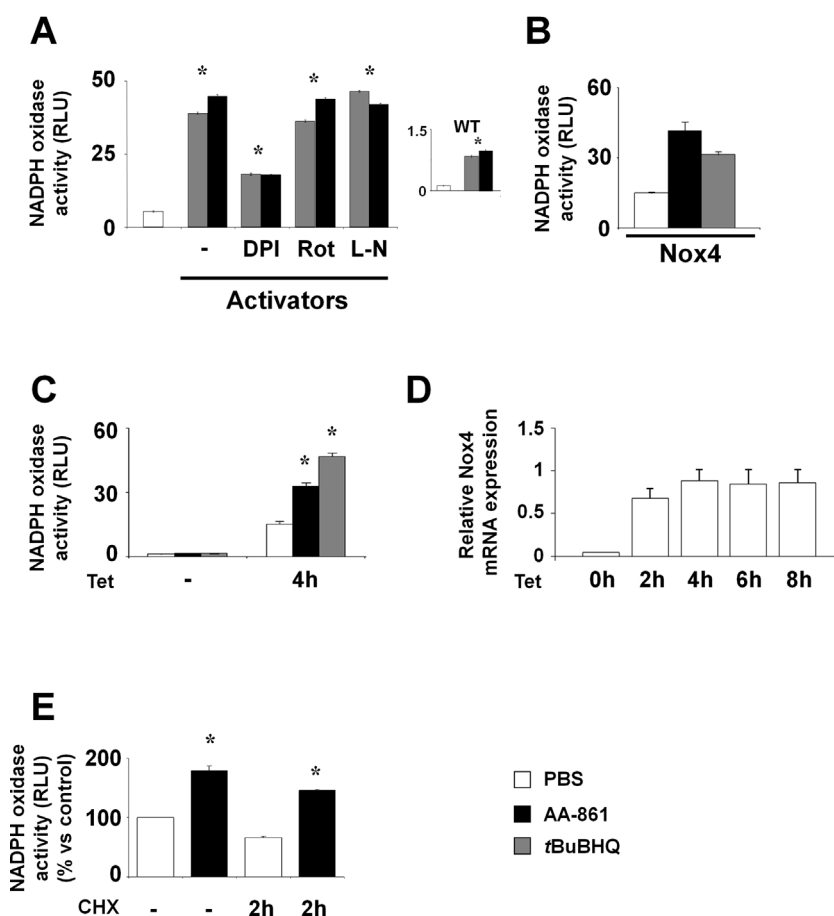 A
NADPH oxidase
activity (RLU)
50
25
0
* * * *
- DPI Rot L-N
Activators
WT
1.5
0
*
B
NADPH oxidase
activity (RLU)
60
30
0
Nox4
C
NADPH oxidase
activity (RLU)
60
30
0
* *
Tet - 4h
D
Relative Nox4
mRNA expression
1.5
1
0.5
0
Tet 0h 2h 4h 6h 8h
E
NADPH oxidase
activity (RLU)
(% vs control)
200
100
0
* *
CHX - - 2h 2h
PBS
AA-861
tBuBHQ